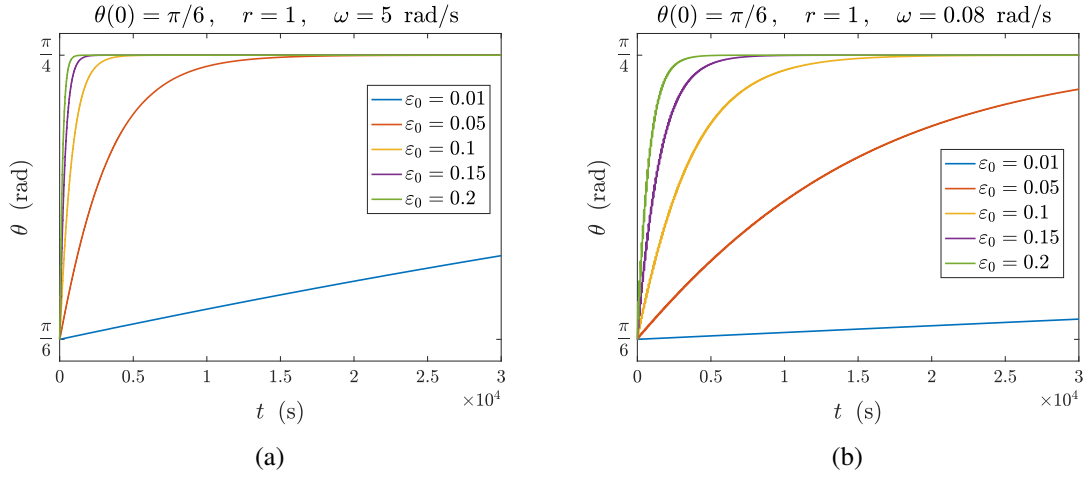 θ(0) = π/6 , r = 1 , ω = 5 rad/s
π/4
π/6
θ (rad)
ε₀ = 0.01
ε₀ = 0.05
ε₀ = 0.1
ε₀ = 0.15
ε₀ = 0.2
0 0.5 1 1.5 2 2.5 3
×10⁴
t (s)
(a)
θ(0) = π/6 , r = 1 , ω = 0.08 rad/s
π/4
π/6
θ (rad)
ε₀ = 0.01
ε₀ = 0.05
ε₀ = 0.1
ε₀ = 0.15
ε₀ = 0.2
0 0.5 1 1.5 2 2.5 3
×10⁴
t (s)
(b)